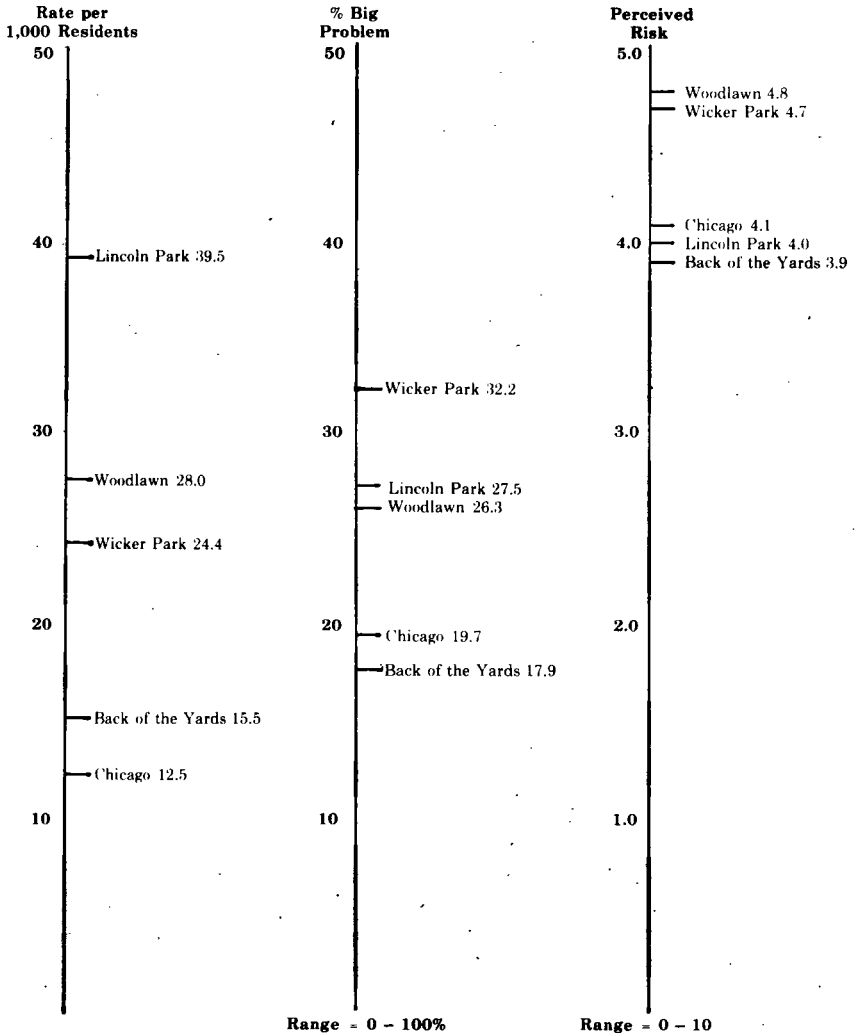 Rate per
1,000 Residents
50
40
Lincoln Park 39.5
30
Woodlawn 28.0
Wicker Park 24.4
20
Back of the Yards 15.5
Chicago 12.5
10
% Big
Problem
50
40
Wicker Park 32.2
30
Lincoln Park 27.5
Woodlawn 26.3
20
Chicago 19.7
Back of the Yards 17.9
10
Range = 0 – 100%
Perceived
Risk
5.0
Woodlawn 4.8
Wicker Park 4.7
Chicago 4.1
4.0
Lincoln Park 4.0
Back of the Yards 3.9
3.0
2.0
1.0
Range = 0 – 10